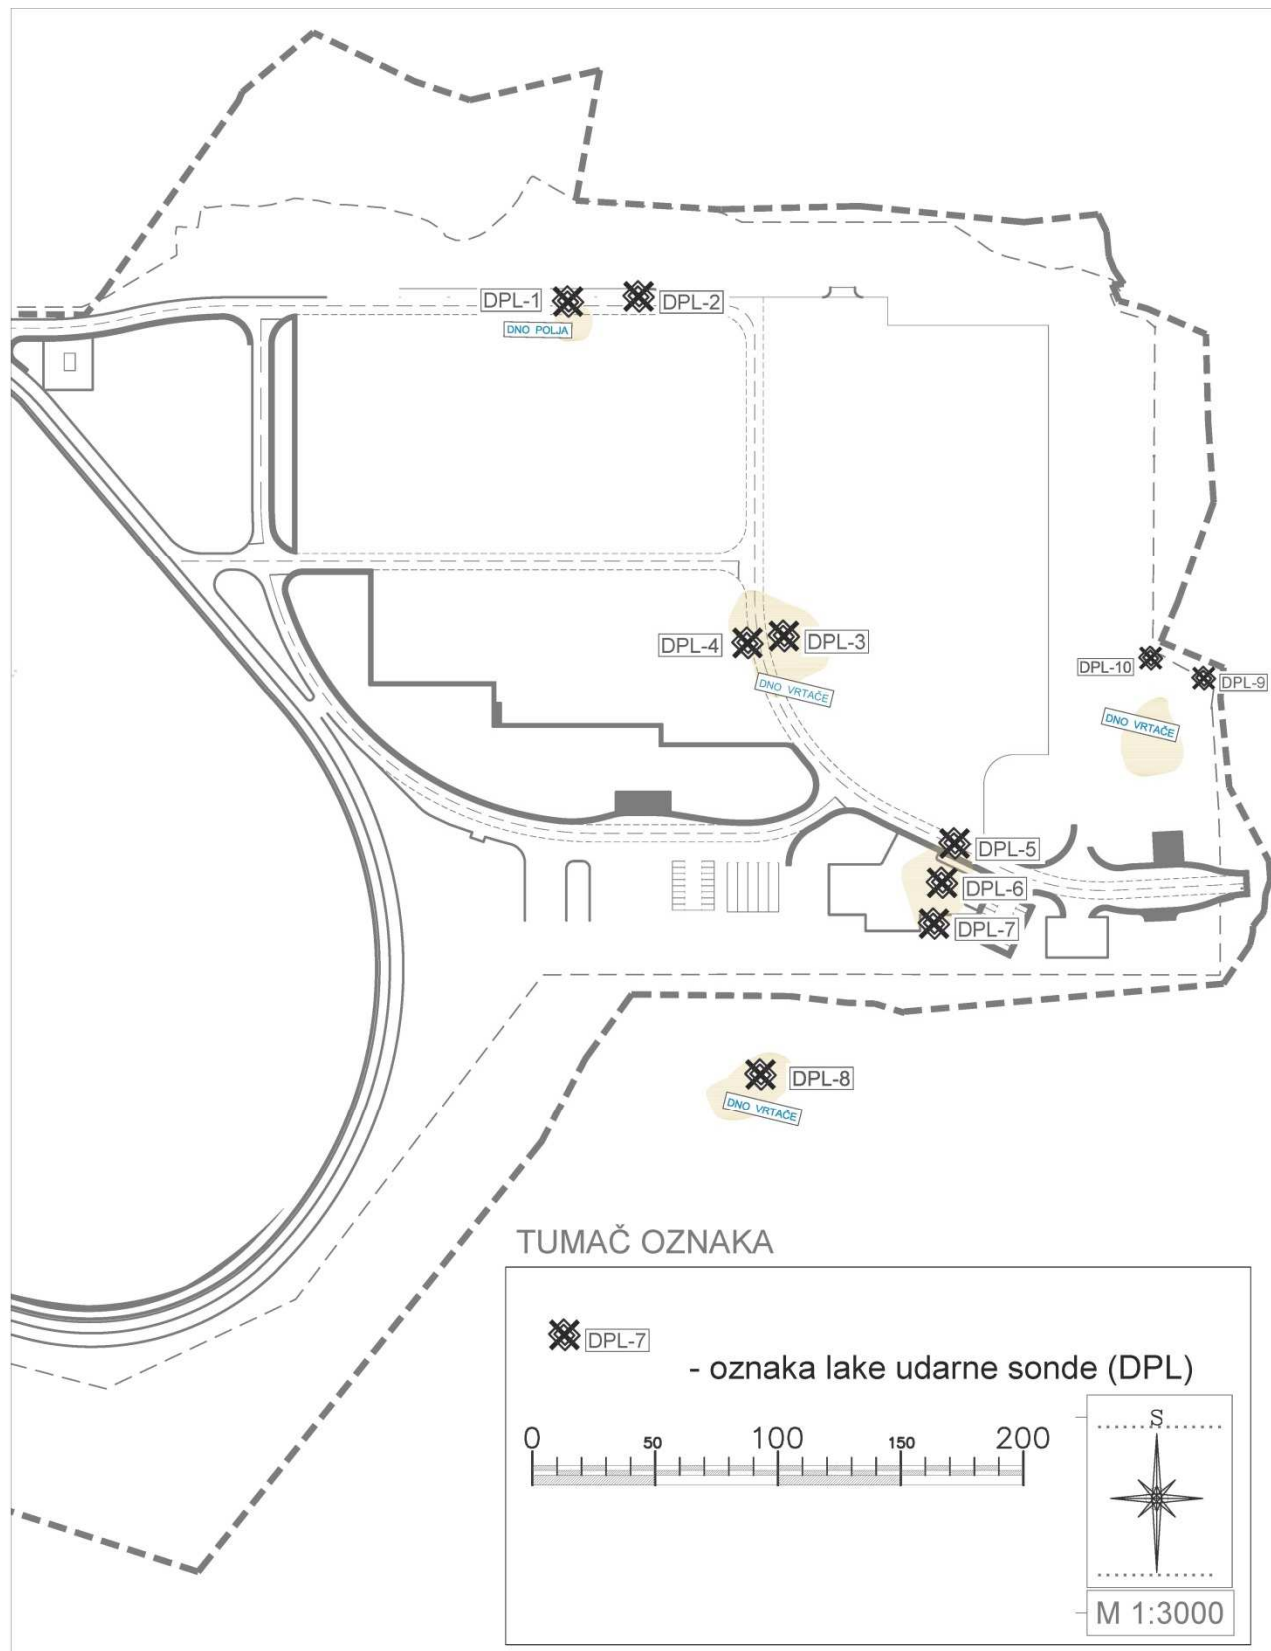 DPL-1
DPL-2
DNO POLJA
DPL-4
DPL-3
DNO VRTAČE
DPL-10
DPL-9
DNO VRTAČE
DPL-5
DPL-6
DPL-7
DPL-8
DNO VRTAČE
TUMAČ OZNAKA
DPL-7
- oznaka lake udarne sonde (DPL)
0 50 100 150 200
S
M 1:3000